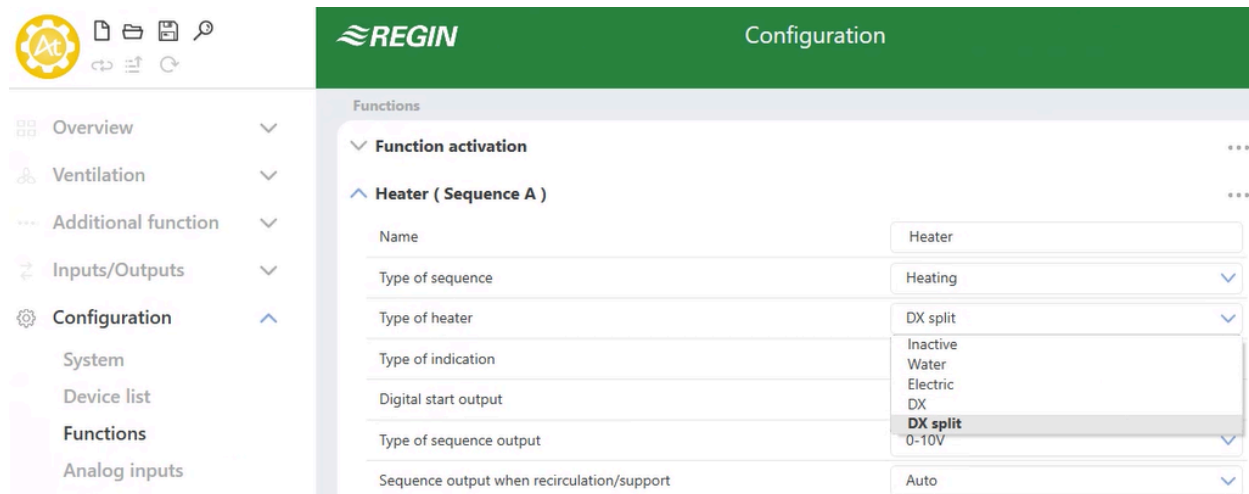 At
REGIN
Configuration
Overview
Ventilation
Additional function
Inputs/Outputs
Configuration
System
Device list
Functions
Analog inputs
Functions
Function activation
Heater ( Sequence A )
Name Heater
Type of sequence Heating
Type of heater DX split
Inactive
Water
Electric
DX
DX split
Type of indication
Digital start output
Type of sequence output 0-10V
Sequence output when recirculation/support Auto